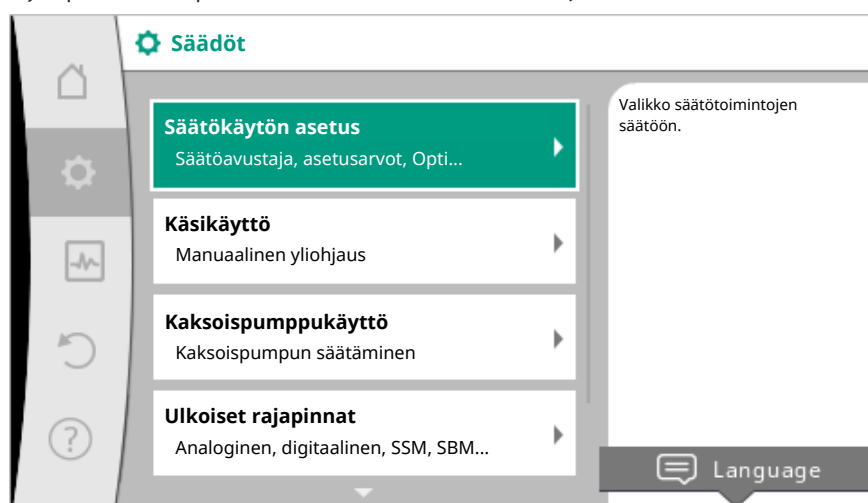 Säädöt
Säätökäytön asetus
Säätöavustaja, asetusarvot, Opti...
Käsikäyttö
Manuaalinen yliohjaus
Kaksoispumppukäyttö
Kaksoispumpun säätäminen
Ulkoiset rajapinnat
Analoginen, digitaalinen, SSM, SBM...
Valikko säätötoimintojen
säätöön.
Language